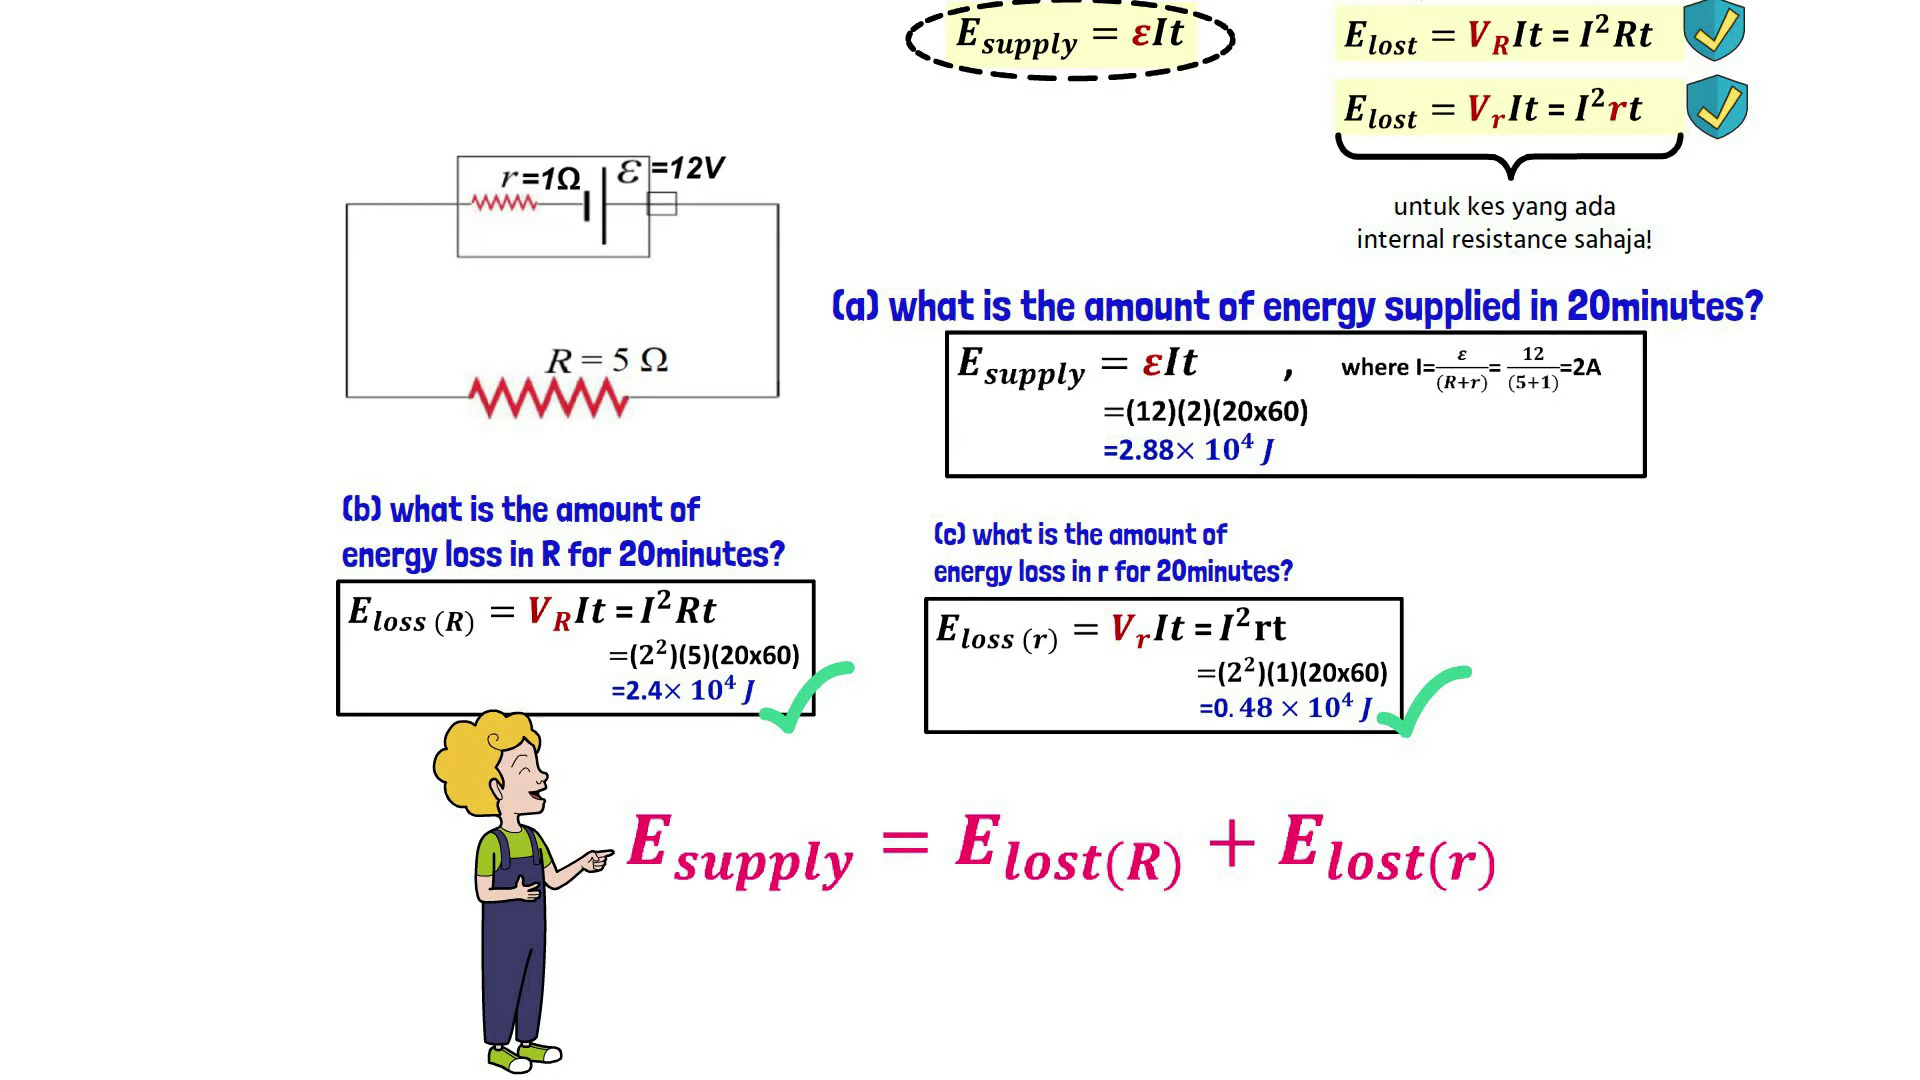 E_supply = εIt
E_lost = V_R It = I²Rt
E_lost = V_r It = I²rt
untuk kes yang ada
internal resistance sahaja!
r=1Ω
ε=12V
R = 5 Ω
(a) what is the amount of energy supplied in 20minutes?
E_supply = εIt , where I=ε/(R+r)=12/(5+1)=2A
=(12)(2)(20x60)
=2.88× 10⁴ J
(b) what is the amount of
energy loss in R for 20minutes?
E_loss (R) = V_R It = I²Rt
=(2²)(5)(20x60)
=2.4× 10⁴ J
(c) what is the amount of
energy loss in r for 20minutes?
E_loss (r) = V_r It = I²rt
=(2²)(1)(20x60)
=0.48 × 10⁴ J
E_supply = E_lost(R) + E_lost(r)